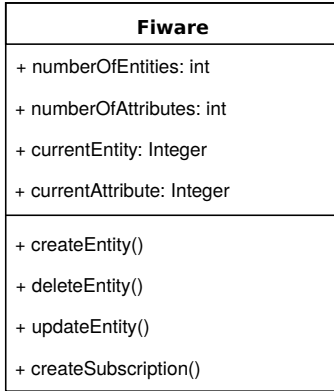 Fiware
+ numberOfEntities: int
+ numberOfAttributes: int
+ currentEntity: Integer
+ currentAttribute: Integer
+ createEntity()
+ deleteEntity()
+ updateEntity()
+ createSubscription()